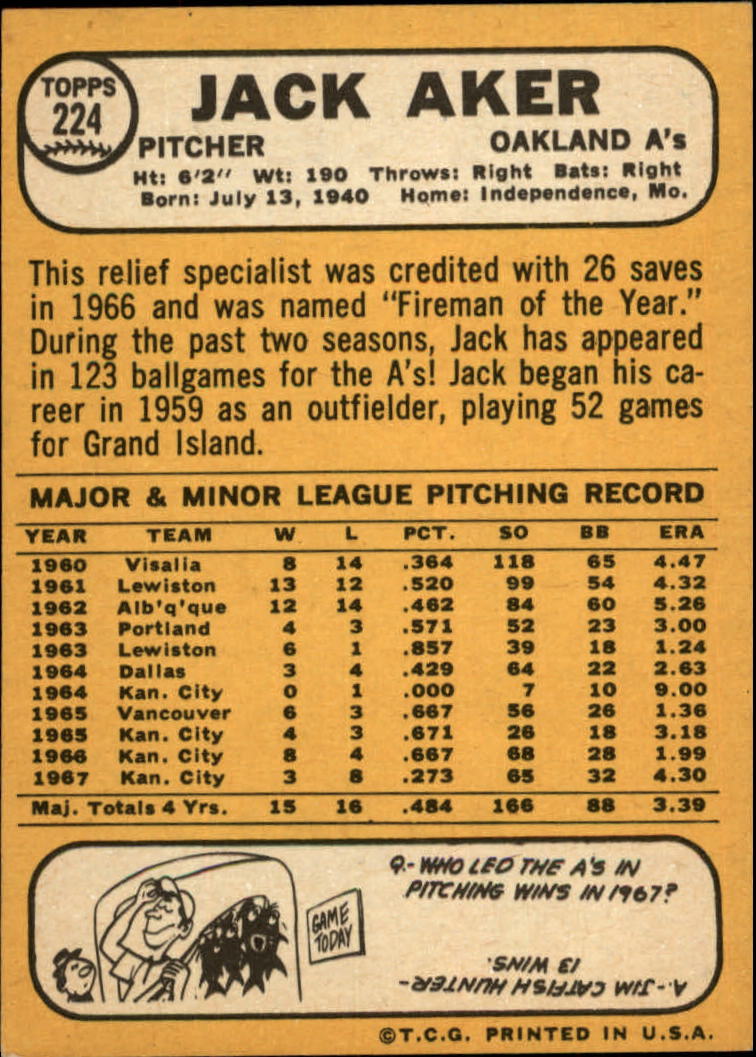 TOPPS
224
JACK AKER
PITCHER OAKLAND A's
Ht: 6'2" Wt: 190 Throws: Right Bats: Right
Born: July 13, 1940 Home: Independence, Mo.
This relief specialist was credited with 26 saves
in 1966 and was named "Fireman of the Year."
During the past two seasons, Jack has appeared
in 123 ballgames for the A's! Jack began his ca-
reer in 1959 as an outfielder, playing 52 games
for Grand Island.
MAJOR & MINOR LEAGUE PITCHING RECORD
YEAR TEAM W L PCT. SO BB ERA
1960 Visalia 8 14 .364 118 65 4.47
1961 Lewiston 13 12 .520 99 54 4.32
1962 Alb'q'que 12 14 .462 84 60 5.26
1963 Portland 4 3 .571 52 23 3.00
1963 Lewiston 6 1 .857 39 18 1.24
1964 Dallas 3 4 .429 64 22 2.63
1964 Kan. City 0 1 .000 7 10 9.00
1965 Vancouver 6 3 .667 56 26 1.36
1965 Kan. City 4 3 .671 26 18 3.18
1966 Kan. City 8 4 .667 68 28 1.99
1967 Kan. City 3 8 .273 65 32 4.30
Maj. Totals 4 Yrs. 15 16 .484 166 88 3.39
GAME
TODAY
Q.- WHO LED THE A'S IN
PITCHING WINS IN 1967?
A.- JIM CATFISH HUNTER-
13 WINS.
©T.C.G. PRINTED IN U.S.A.